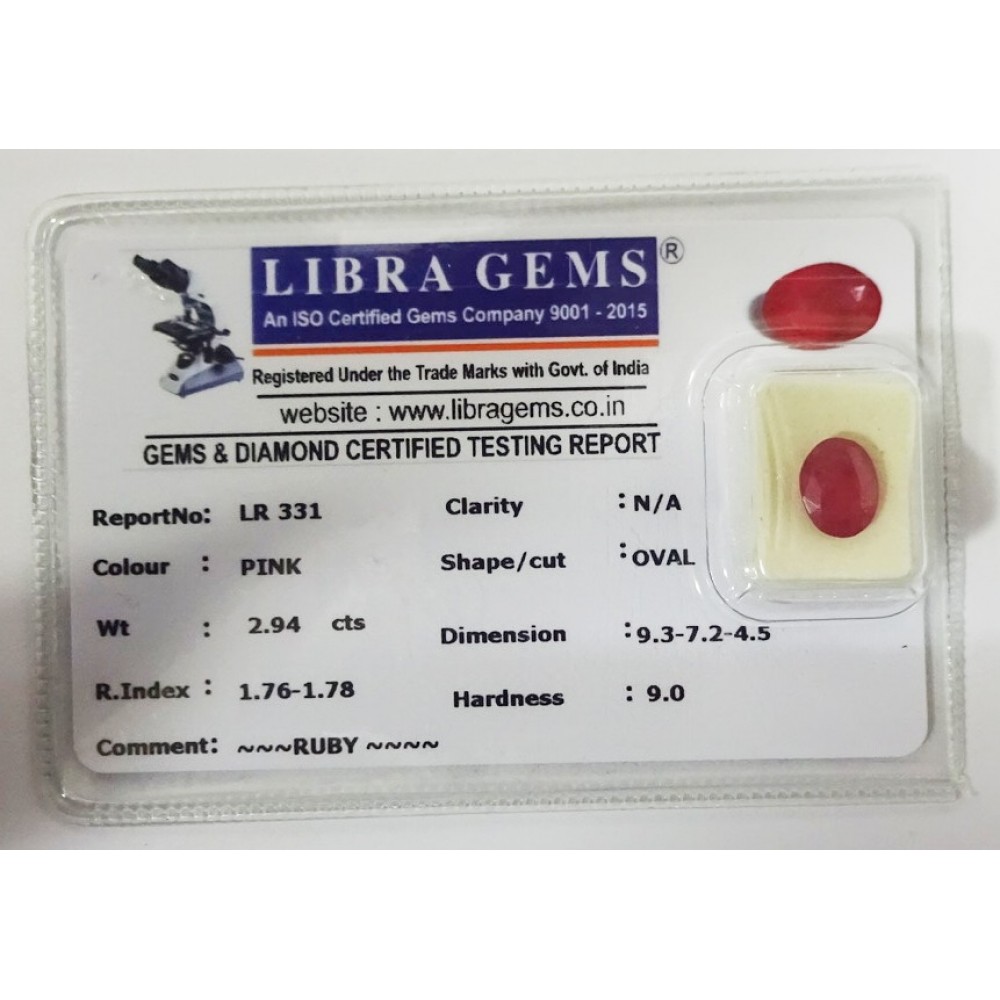 LIBRA GEMS ®
An ISO Certified Gems Company 9001 - 2015
Registered Under the Trade Marks with Govt. of India
website : www.libragems.co.in
GEMS & DIAMOND CERTIFIED TESTING REPORT
ReportNo: LR 331
Clarity : N/A
Colour : PINK
Shape/cut : OVAL
Wt : 2.94 cts
Dimension : 9.3-7.2-4.5
R.Index : 1.76-1.78
Hardness : 9.0
Comment: ~~~RUBY ~~~~